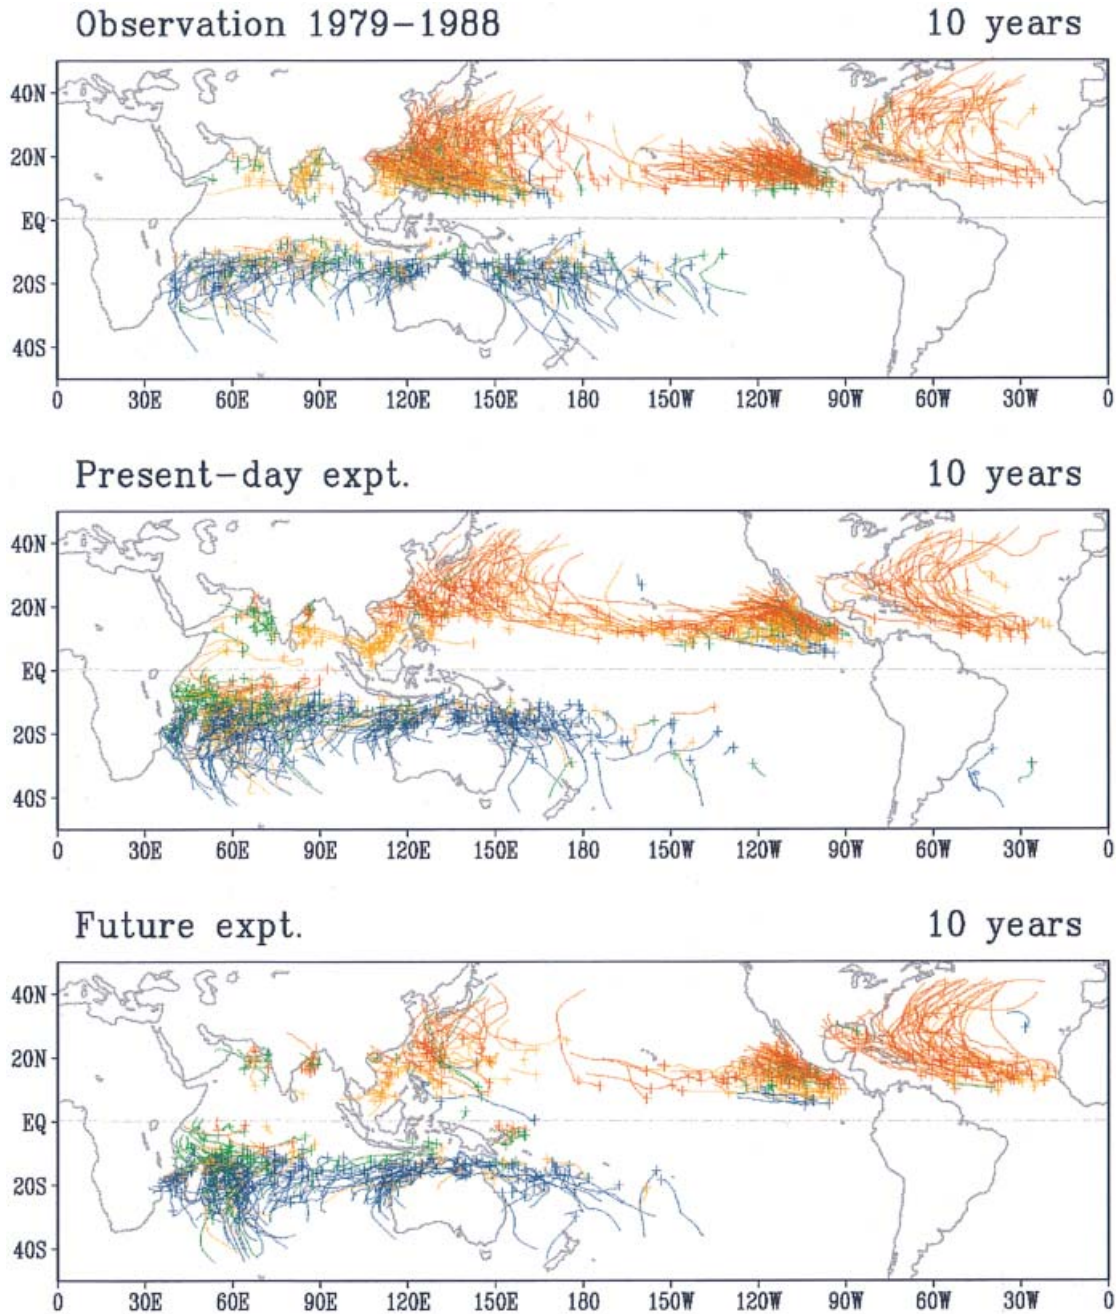 Observation 1979-1988 10 years
40N
20N
EQ
20S
40S
0 30E 60E 90E 120E 150E 180 150W 120W 90W 60W 30W 0
Present-day expt. 10 years
40N
20N
EQ
20S
40S
0 30E 60E 90E 120E 150E 180 150W 120W 90W 60W 30W 0
Future expt. 10 years
40N
20N
EQ
20S
40S
0 30E 60E 90E 120E 150E 180 150W 120W 90W 60W 30W 0